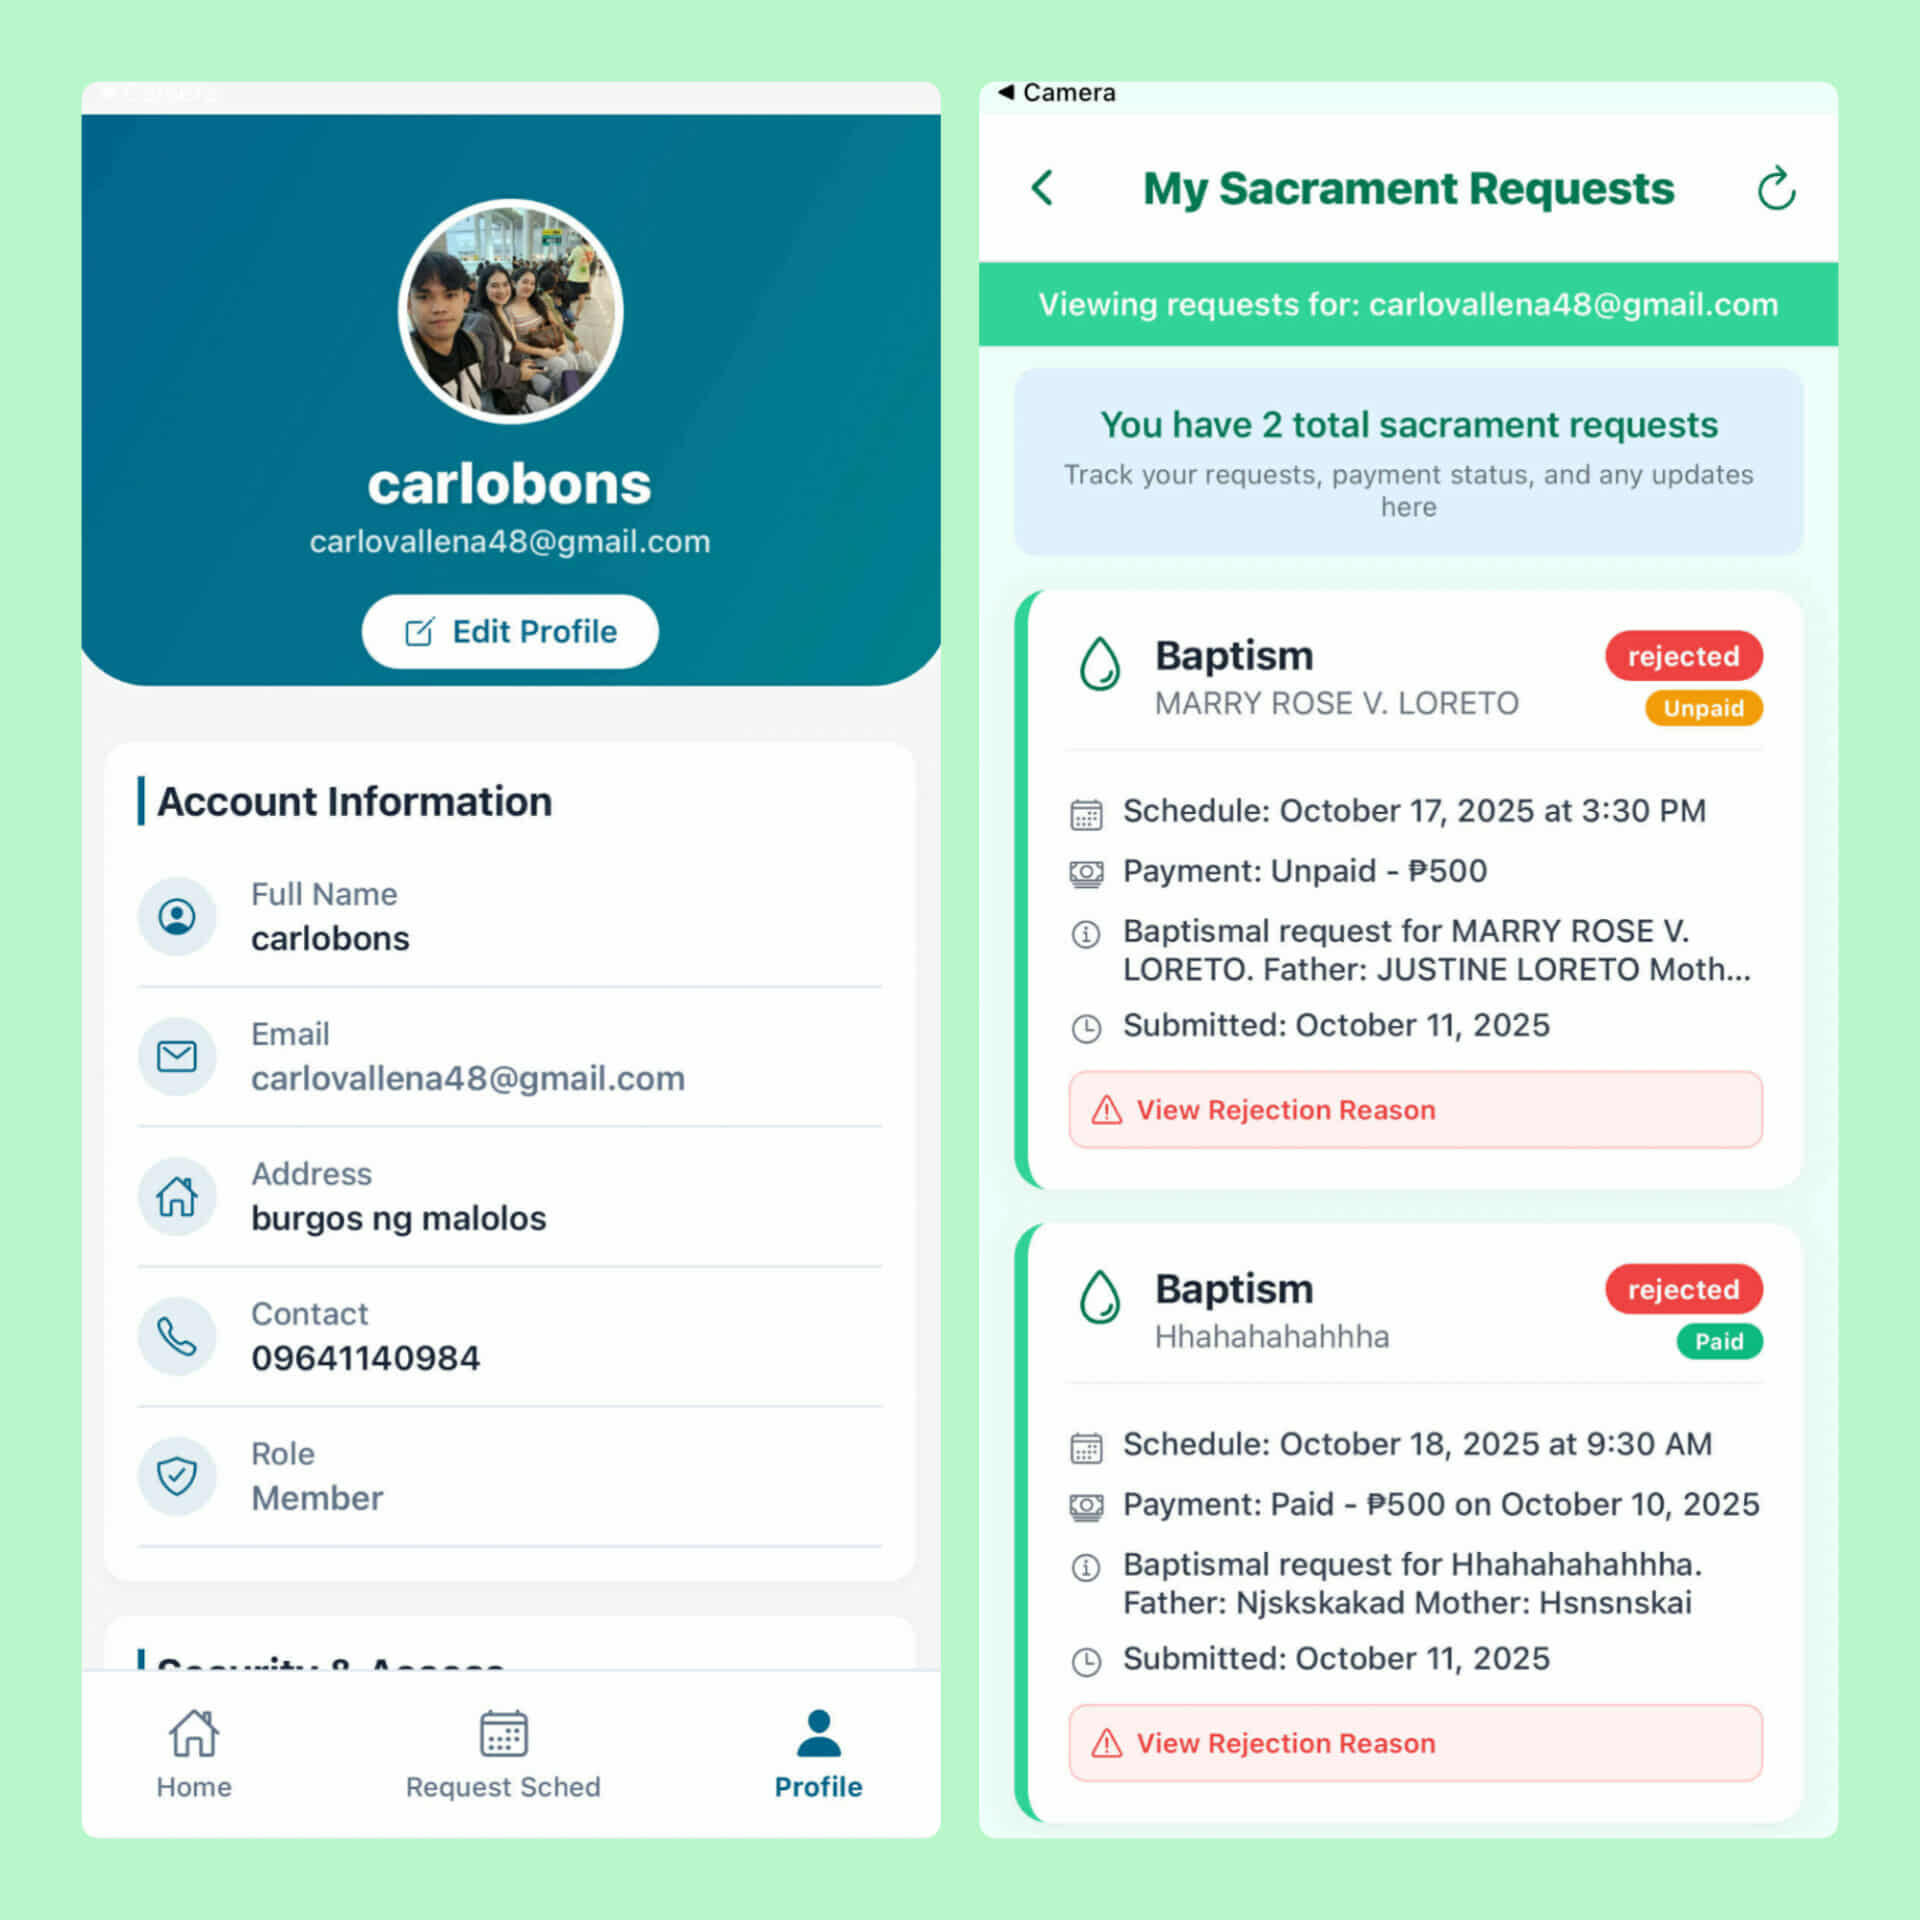 carlobons
carlovallena48@gmail.com
Edit Profile
Account Information
Full Name
carlobons
Email
carlovallena48@gmail.com
Address
burgos ng malolos
Contact
09641140984
Role
Member
Security & Access
Home
Request Sched
Profile
◀ Camera
My Sacrament Requests
Viewing requests for: carlovallena48@gmail.com
You have 2 total sacrament requests
Track your requests, payment status, and any updates
here
Baptism
rejected
MARRY ROSE V. LORETO
Unpaid
Schedule: October 17, 2025 at 3:30 PM
Payment: Unpaid - ₱500
Baptismal request for MARRY ROSE V.
LORETO. Father: JUSTINE LORETO Moth...
Submitted: October 11, 2025
View Rejection Reason
Baptism
rejected
Hhahahahahhha
Paid
Schedule: October 18, 2025 at 9:30 AM
Payment: Paid - ₱500 on October 10, 2025
Baptismal request for Hhahahahahhha.
Father: Njskskakad Mother: Hsnsnskai
Submitted: October 11, 2025
View Rejection Reason